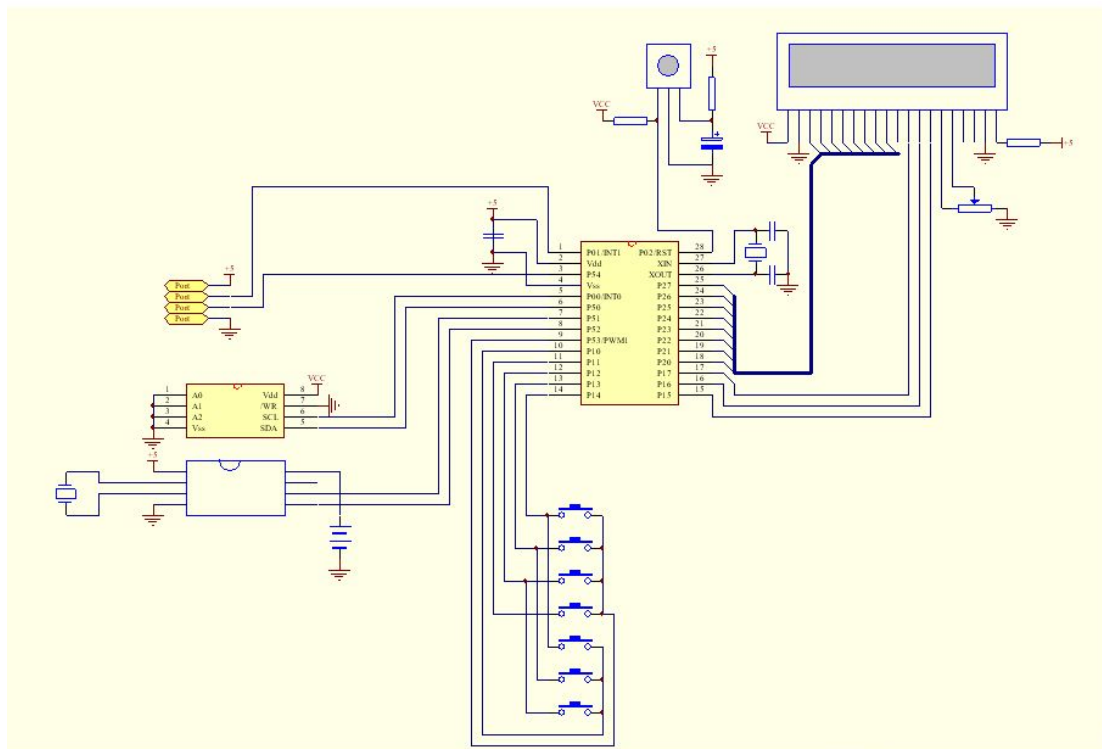 +5
VCC
VCC
+5
+5
1 P01/INT1 P02/RST 28
2 Vdd XIN 27
3 P54 XOUT 26
4 Vss P27 25
5 P00/INT0 P26 24
6 P50 P25 23
7 P51 P24 22
8 P52 P23 21
9 P53/PWM1 P22 20
10 P10 P21 19
11 P11 P20 18
12 P12 P17 17
13 P13 P16 16
14 P14 P15 15
+5
Port
Port
Port
Port
VCC
1 A0 Vdd 8
2 A1 /WR 7
3 A2 SCL 6
4 Vss SDA 5
+5